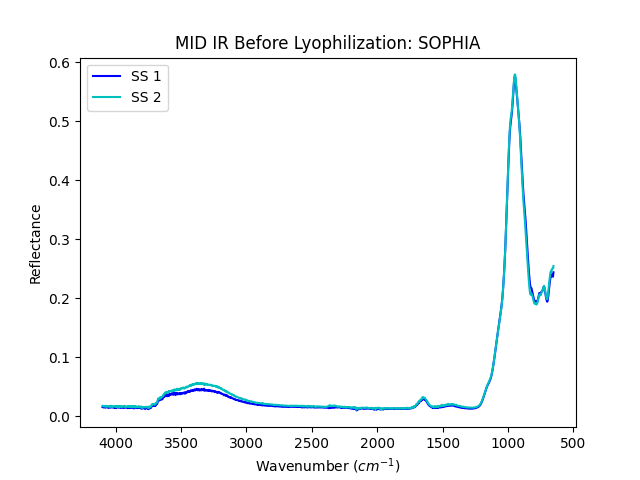 MID IR Before Lyophilization: SOPHIA
SS 1
SS 2
Reflectance
0.6
0.5
0.4
0.3
0.2
0.1
0.0
4000 3500 3000 2500 2000 1500 1000 500
Wavenumber (cm⁻¹)